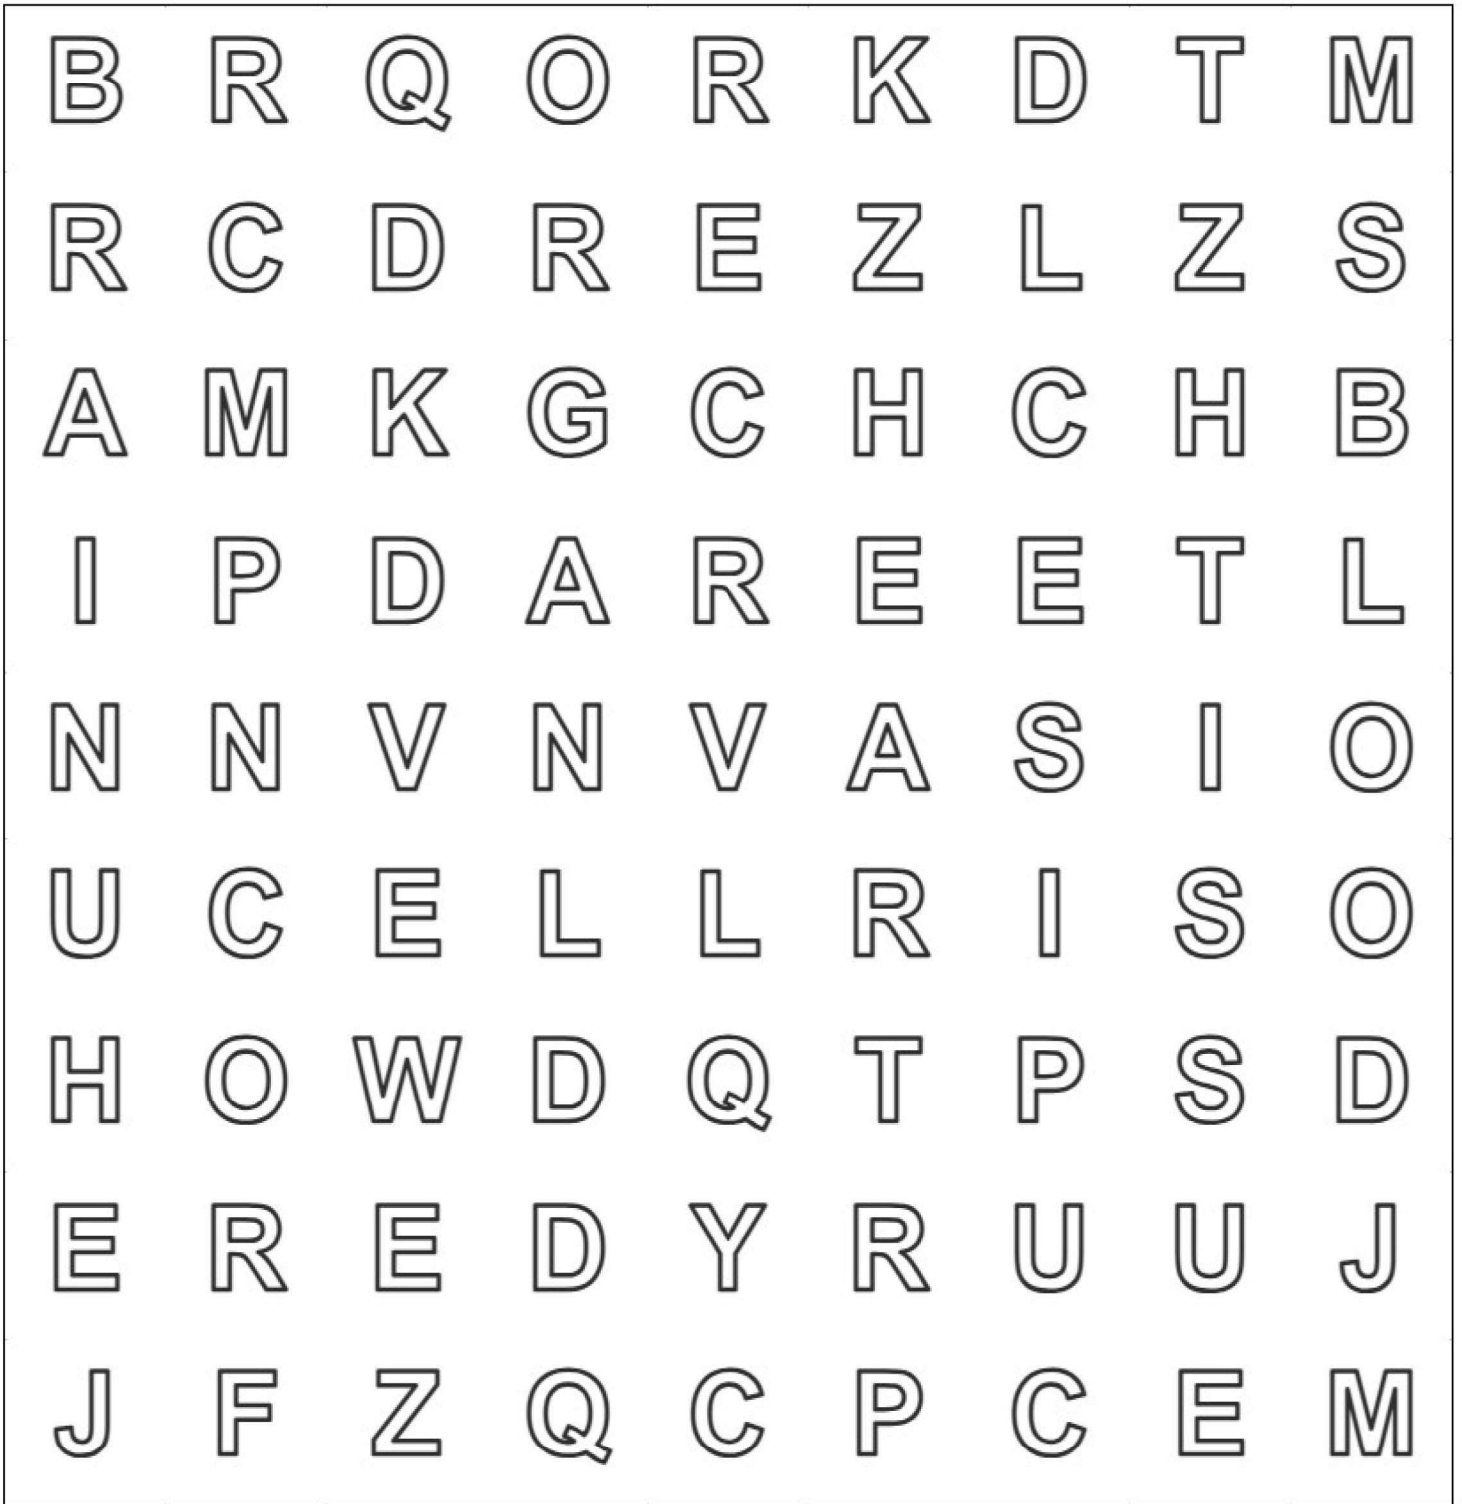 B R Q O R K D T M
R C D R E Z L Z S
A M K G C H C H B
I P D A R E E T L
N N V N V A S I O
U C E L L R I S O
H O W D Q T P S D
E R E D Y R U U J
J F Z Q C P C E M